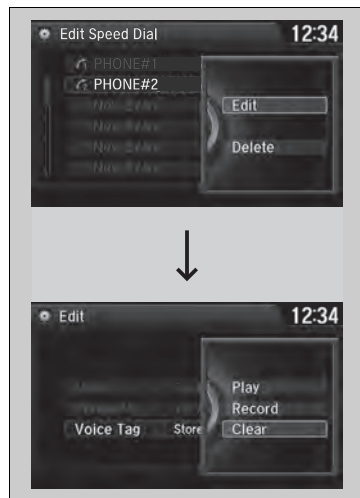 Edit Speed Dial 12:34
PHONE#1
PHONE#2
Edit
Delete
Edit 12:34
Play
Record
Voice Tag Store Clear